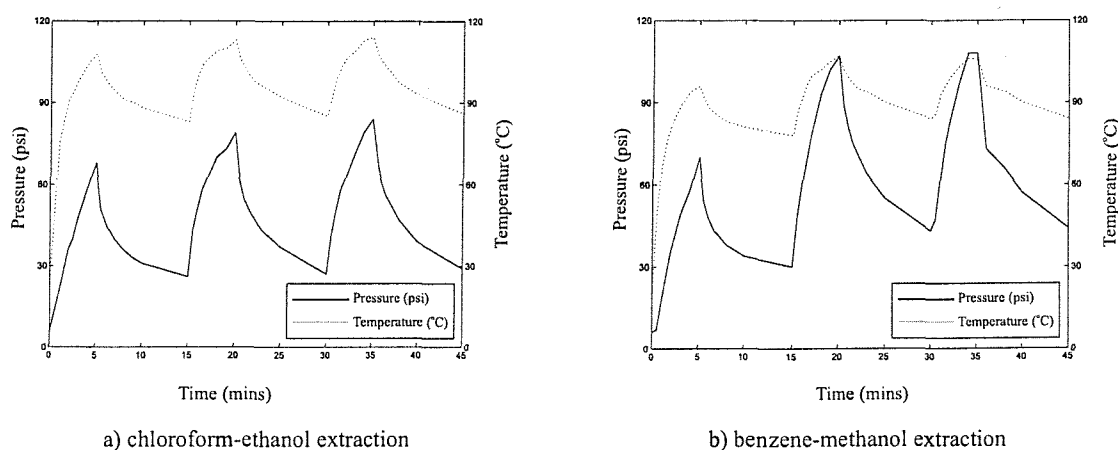 120
90
60
30
0
Pressure (psi)
120
90
60
30
0
Temperature (°C)
Pressure (psi)
Temperature (°C)
0 5 10 15 20 25 30 35 40 45
Time (mins)
a) chloroform-ethanol extraction
120
90
60
30
0
Pressure (psi)
120
90
60
30
0
Temperature (°C)
Pressure (psi)
Temperature (°C)
0 5 10 15 20 25 30 35 40 45
Time (mins)
b) benzene-methanol extraction